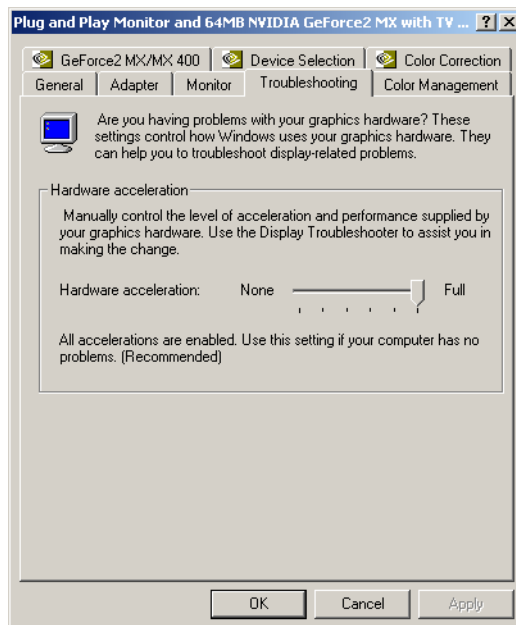 Plug and Play Monitor and 64MB NVIDIA GeForce2 MX with TV ...
GeForce2 MX/MX 400
Device Selection
Color Correction
General
Adapter
Monitor
Troubleshooting
Color Management
Are you having problems with your graphics hardware? These
settings control how Windows uses your graphics hardware. They
can help you to troubleshoot display-related problems.
Hardware acceleration
Manually control the level of acceleration and performance supplied by
your graphics hardware. Use the Display Troubleshooter to assist you in
making the change.
Hardware acceleration: None Full
All accelerations are enabled. Use this setting if your computer has no
problems. (Recommended)
OK
Cancel
Apply